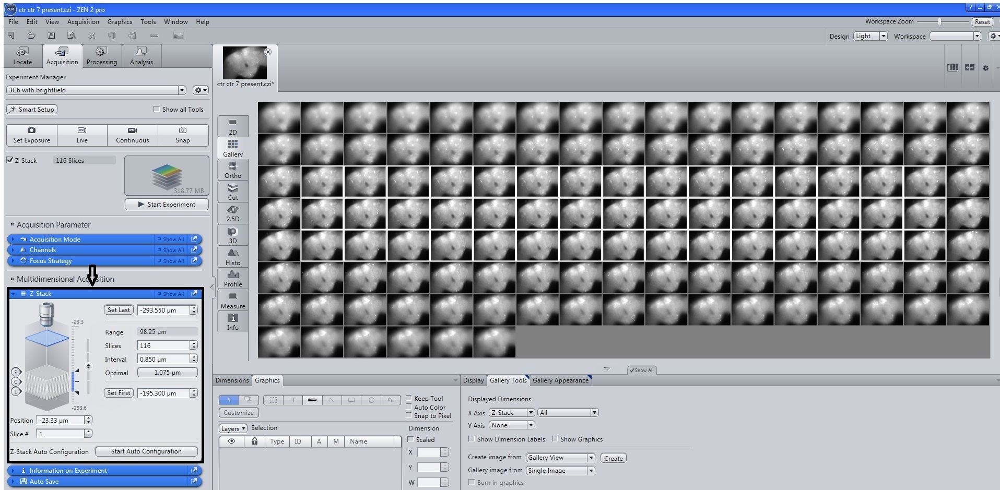 ZEN ctr ctr 7 present.czi - ZEN 2 pro ?
File Edit View Acquisition Graphics Tools Window Help
Workspace Zoom Reset
Design Light Workspace
Locate Acquisition Processing Analysis
ctr ctr 7 present.czi*
Experiment Manager
3Ch with brightfield
Smart Setup Show all Tools
Set Exposure Live Continuous Snap
Z-Stack 116 Slices
318.77 MB
Start Experiment
Acquisition Parameter
Acquisition Mode Show All
Channels Show All
Focus Strategy Show All
Multidimensional Acquisition
Z-Stack Show All
Set Last -293.550 µm
-23.3
Range 98.25 µm
Slices 116
Interval 0.850 µm
Optimal 1.075 µm
F
C
L
Set First -195.300 µm
-293.6
Position -23.33 µm
Slice # 1
Z-Stack Auto Configuration Start Auto Configuration
i Information on Experiment
Auto Save
2D
Gallery
Ortho
Cut
2.5D
3D
Histo
Profile
Measure
i
Info
Show All
Dimensions Graphics
T
Keep Tool
Auto Color
Snap to Pixel
Customize
Layers Selection
Type ID A M Name
Dimension
Scaled
X
Y
W
Display Gallery Tools Gallery Appearance
Displayed Dimensions
X Axis Z-Stack All
Y Axis None
Show Dimension Labels Show Graphics
Create image from Gallery View Create
Gallery image from Single Image
Burn in graphics